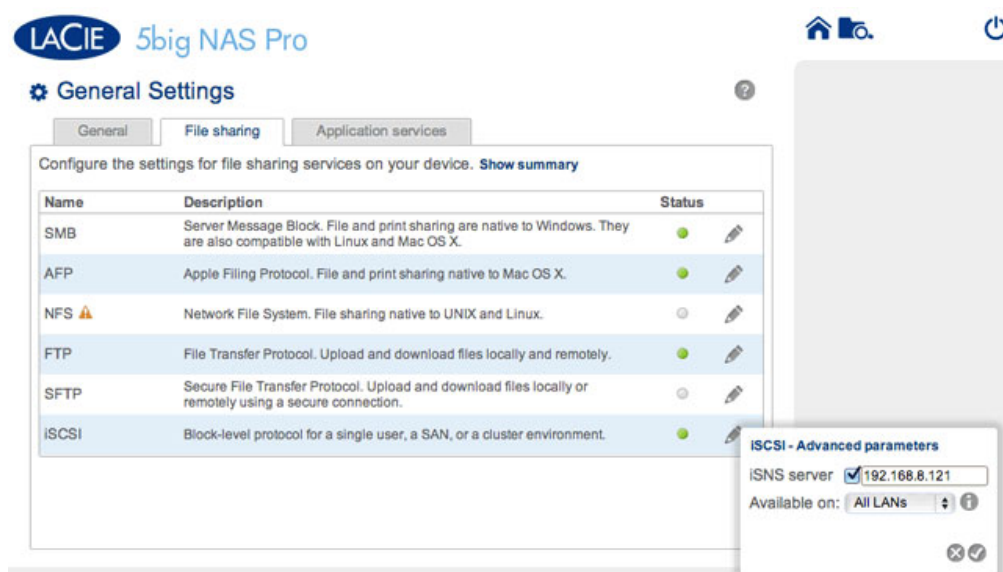 LACIE 5big NAS Pro
General Settings
General File sharing Application services
Configure the settings for file sharing services on your device. Show summary
Name Description Status
SMB Server Message Block. File and print sharing are native to Windows. They
are also compatible with Linux and Mac OS X.
AFP Apple Filing Protocol. File and print sharing native to Mac OS X.
NFS Network File System. File sharing native to UNIX and Linux.
FTP File Transfer Protocol. Upload and download files locally and remotely.
SFTP Secure File Transfer Protocol. Upload and download files locally or
remotely using a secure connection.
iSCSI Block-level protocol for a single user, a SAN, or a cluster environment.
iSCSI - Advanced parameters
iSNS server 192.168.8.121
Available on: All LANs